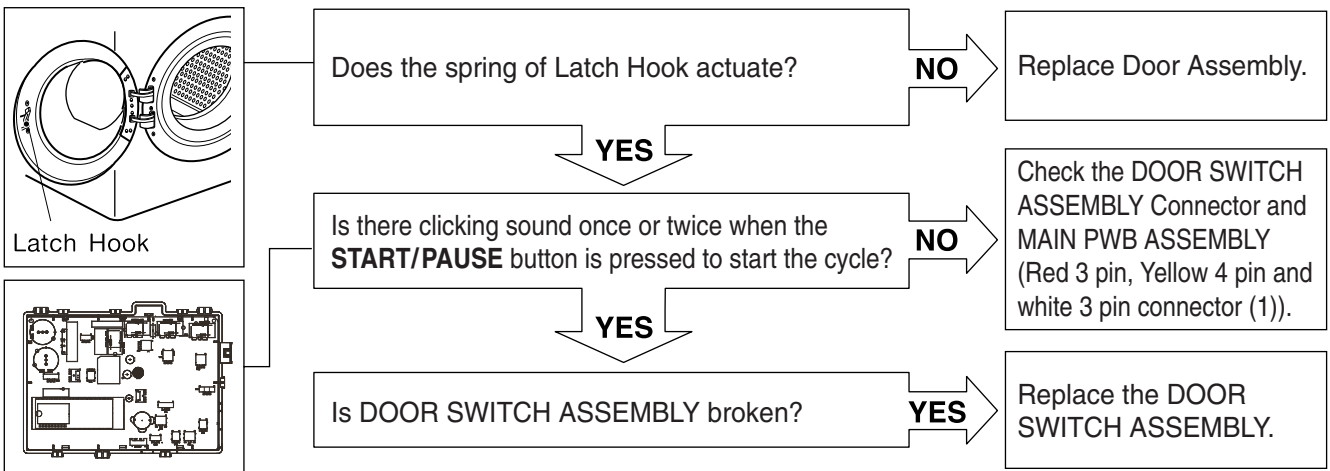 Latch Hook
Does the spring of Latch Hook actuate?
NO
Replace Door Assembly.
YES
Is there clicking sound once or twice when the
START/PAUSE button is pressed to start the cycle?
NO
Check the DOOR SWITCH
ASSEMBLY Connector and
MAIN PWB ASSEMBLY
(Red 3 pin, Yellow 4 pin and
white 3 pin connector (1)).
YES
Is DOOR SWITCH ASSEMBLY broken?
YES
Replace the DOOR
SWITCH ASSEMBLY.